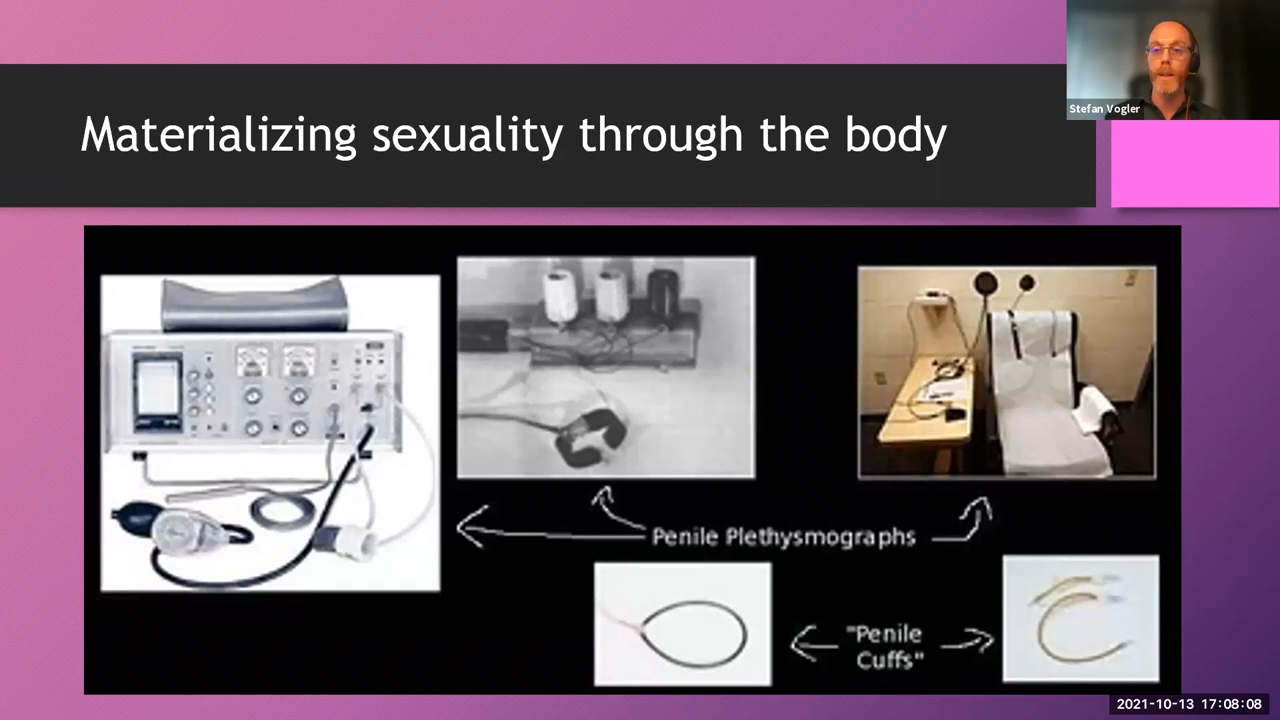 Materializing sexuality through the body
Stefan Vogler
Penile Plethysmographs
"Penile
Cuffs"
2021-10-13 17:08:08